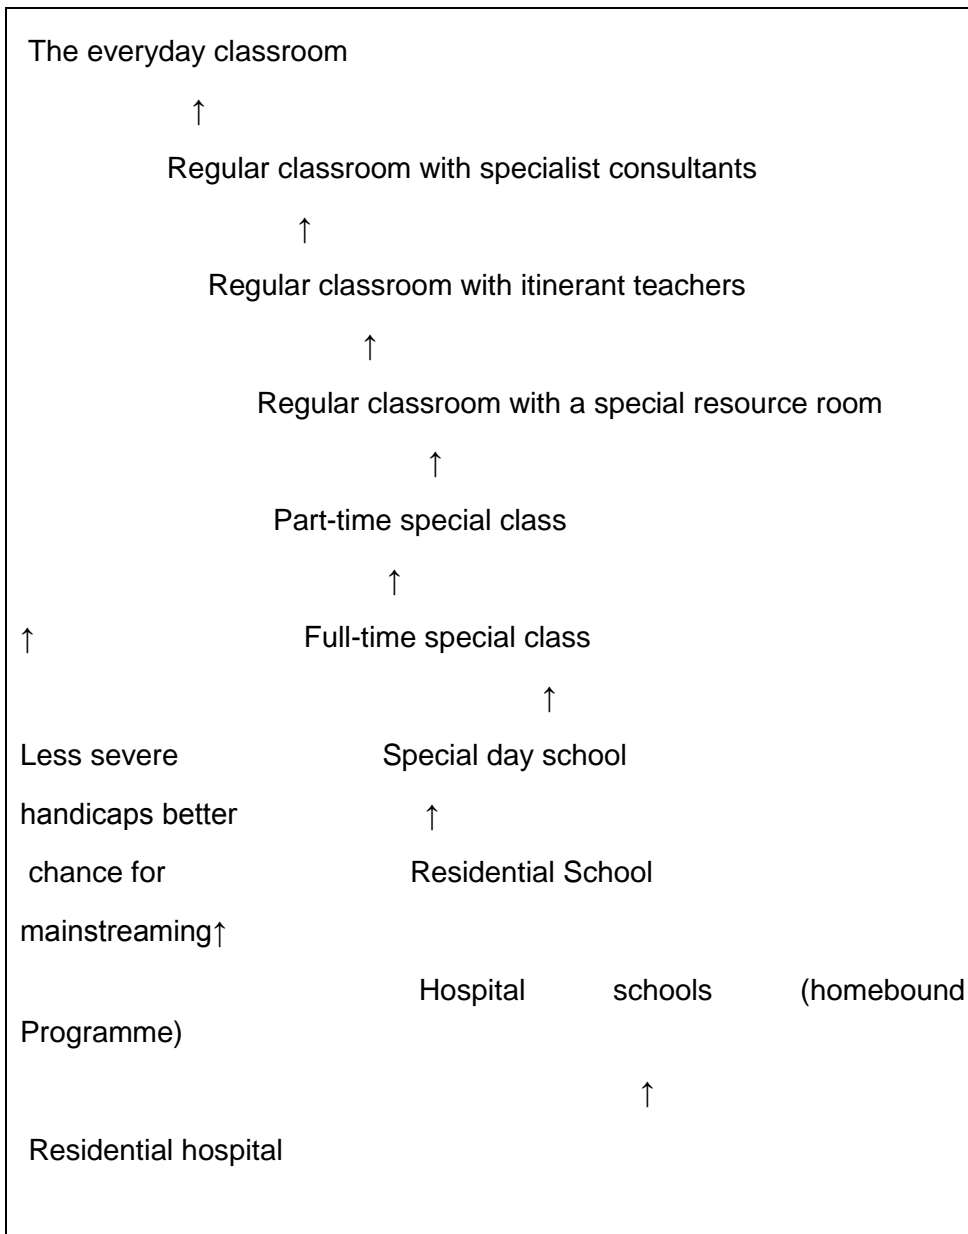 The everyday classroom
↑
Regular classroom with specialist consultants
↑
Regular classroom with itinerant teachers
↑
Regular classroom with a special resource room
↑
Part-time special class
↑
↑ Full-time special class
↑
Less severe Special day school
handicaps better ↑
chance for Residential School
mainstreaming↑
Hospital schools (homebound
Programme)
↑
Residential hospital